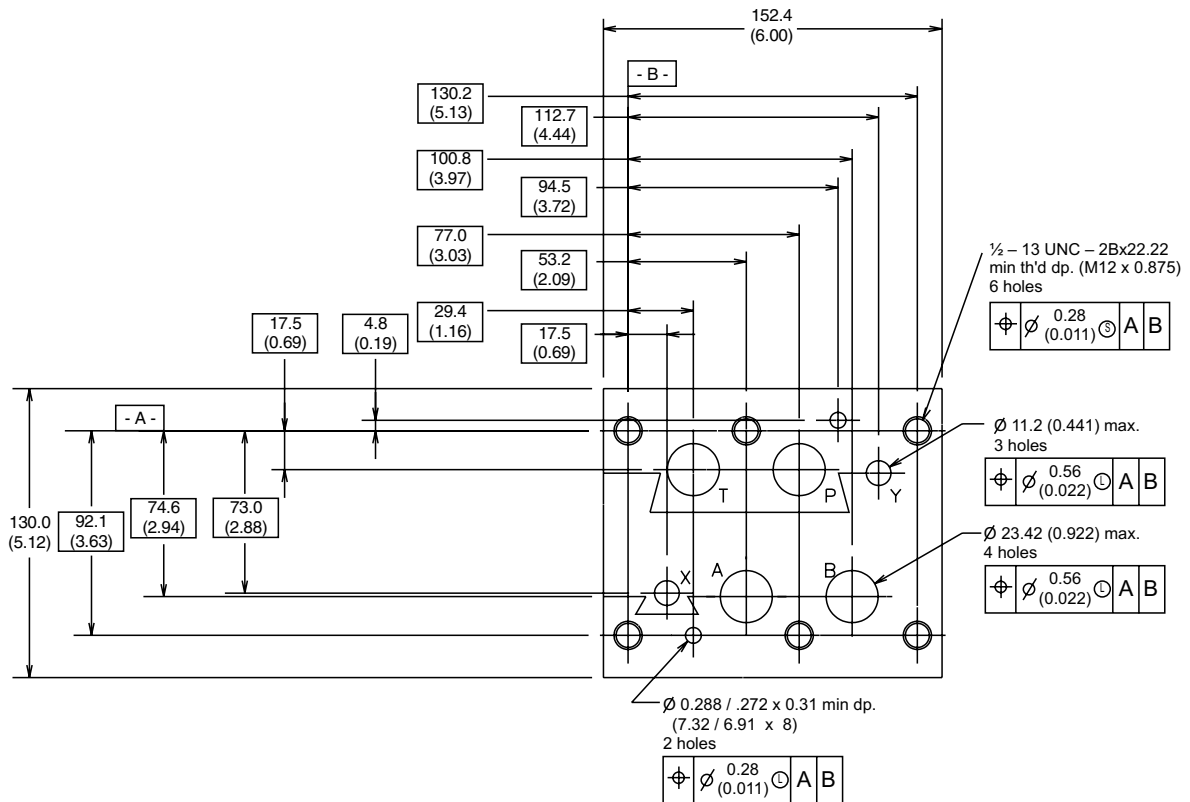 152.4
(6.00)
- B -
130.2
(5.13)
112.7
(4.44)
100.8
(3.97)
94.5
(3.72)
77.0
(3.03)
53.2
(2.09)
29.4
(1.16)
17.5
(0.69)
4.8
(0.19)
17.5
(0.69)
½ – 13 UNC – 2Bx22.22
min th'd dp. (M12 x 0.875)
6 holes
⌖ Ø 0.28 (0.011) Ⓢ A B
- A -
Ø 11.2 (0.441) max.
3 holes
⌖ Ø 0.56 (0.022) Ⓛ A B
T P Y
130.0
(5.12)
92.1
(3.63)
74.6
(2.94)
73.0
(2.88)
Ø 23.42 (0.922) max.
4 holes
⌖ Ø 0.56 (0.022) Ⓛ A B
X A B
Ø 0.288 / .272 x 0.31 min dp.
(7.32 / 6.91 x 8)
2 holes
⌖ Ø 0.28 (0.011) Ⓛ A B